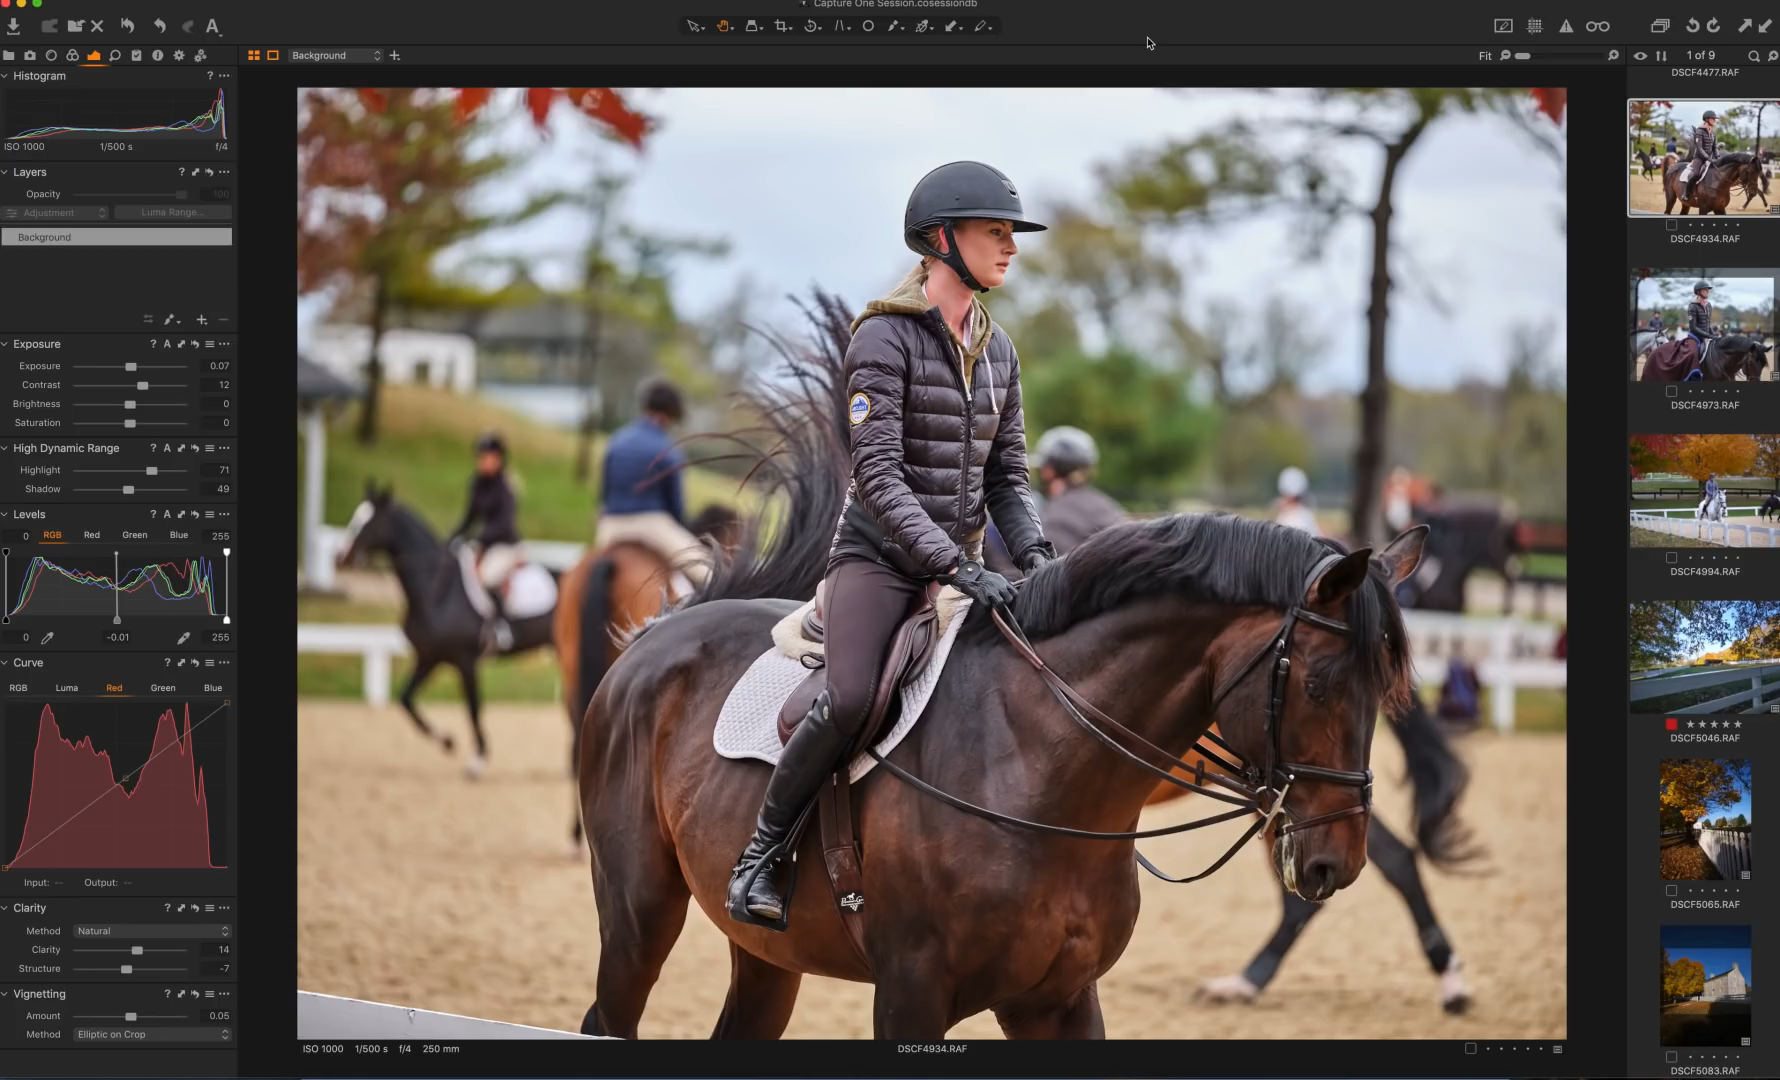 Capture One Session.cosessiondb
A
Background
Fit
1 of 9
Histogram ?
ISO 1000 1/500 s f/4
Layers ?
Opacity 100
Adjustment Luma Range...
Background
Exposure ? A
Exposure 0.07
Contrast 12
Brightness 0
Saturation 0
High Dynamic Range ? A
Highlight 71
Shadow 49
Levels ? A
0 RGB Red Green Blue 255
0 -0.01 255
Curve ?
RGB Luma Red Green Blue
Input: -- Output: --
Clarity ?
Method Natural
Clarity 14
Structure -7
Vignetting ?
Amount 0.05
Method Elliptic on Crop
ISO 1000 1/500 s f/4 250 mm
DSCF4934.RAF
DSCF4477.RAF
DSCF4934.RAF
DSCF4973.RAF
DSCF4994.RAF
DSCF5046.RAF
DSCF5065.RAF
DSCF5083.RAF